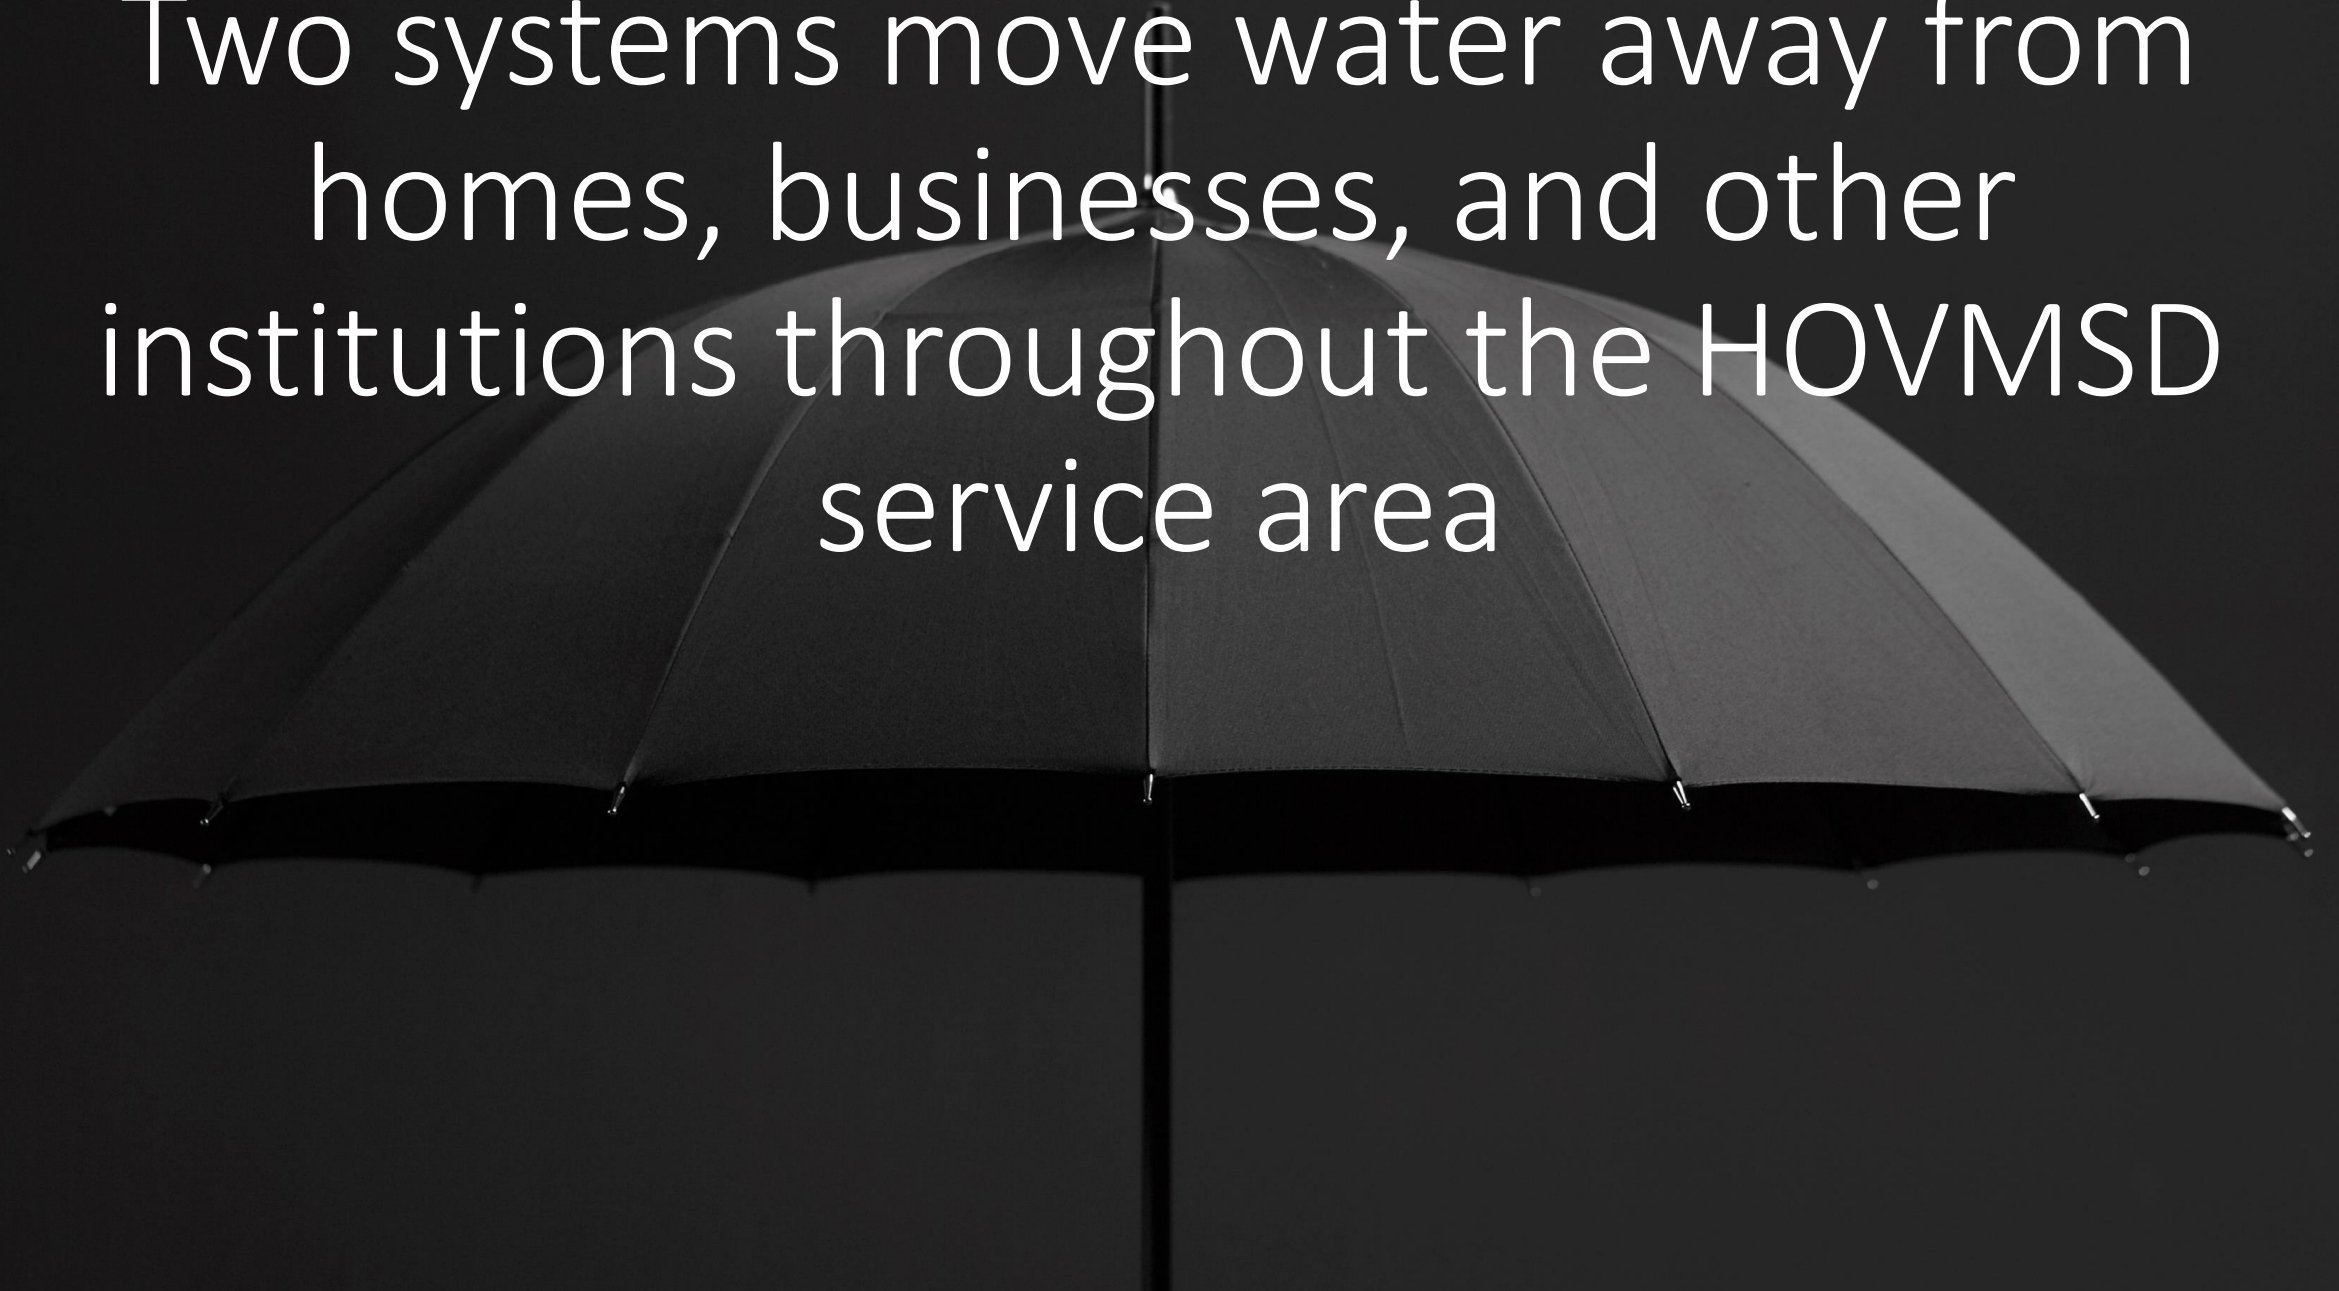 Two systems move water away from
homes, businesses, and other
institutions throughout the HOVMSD
service area